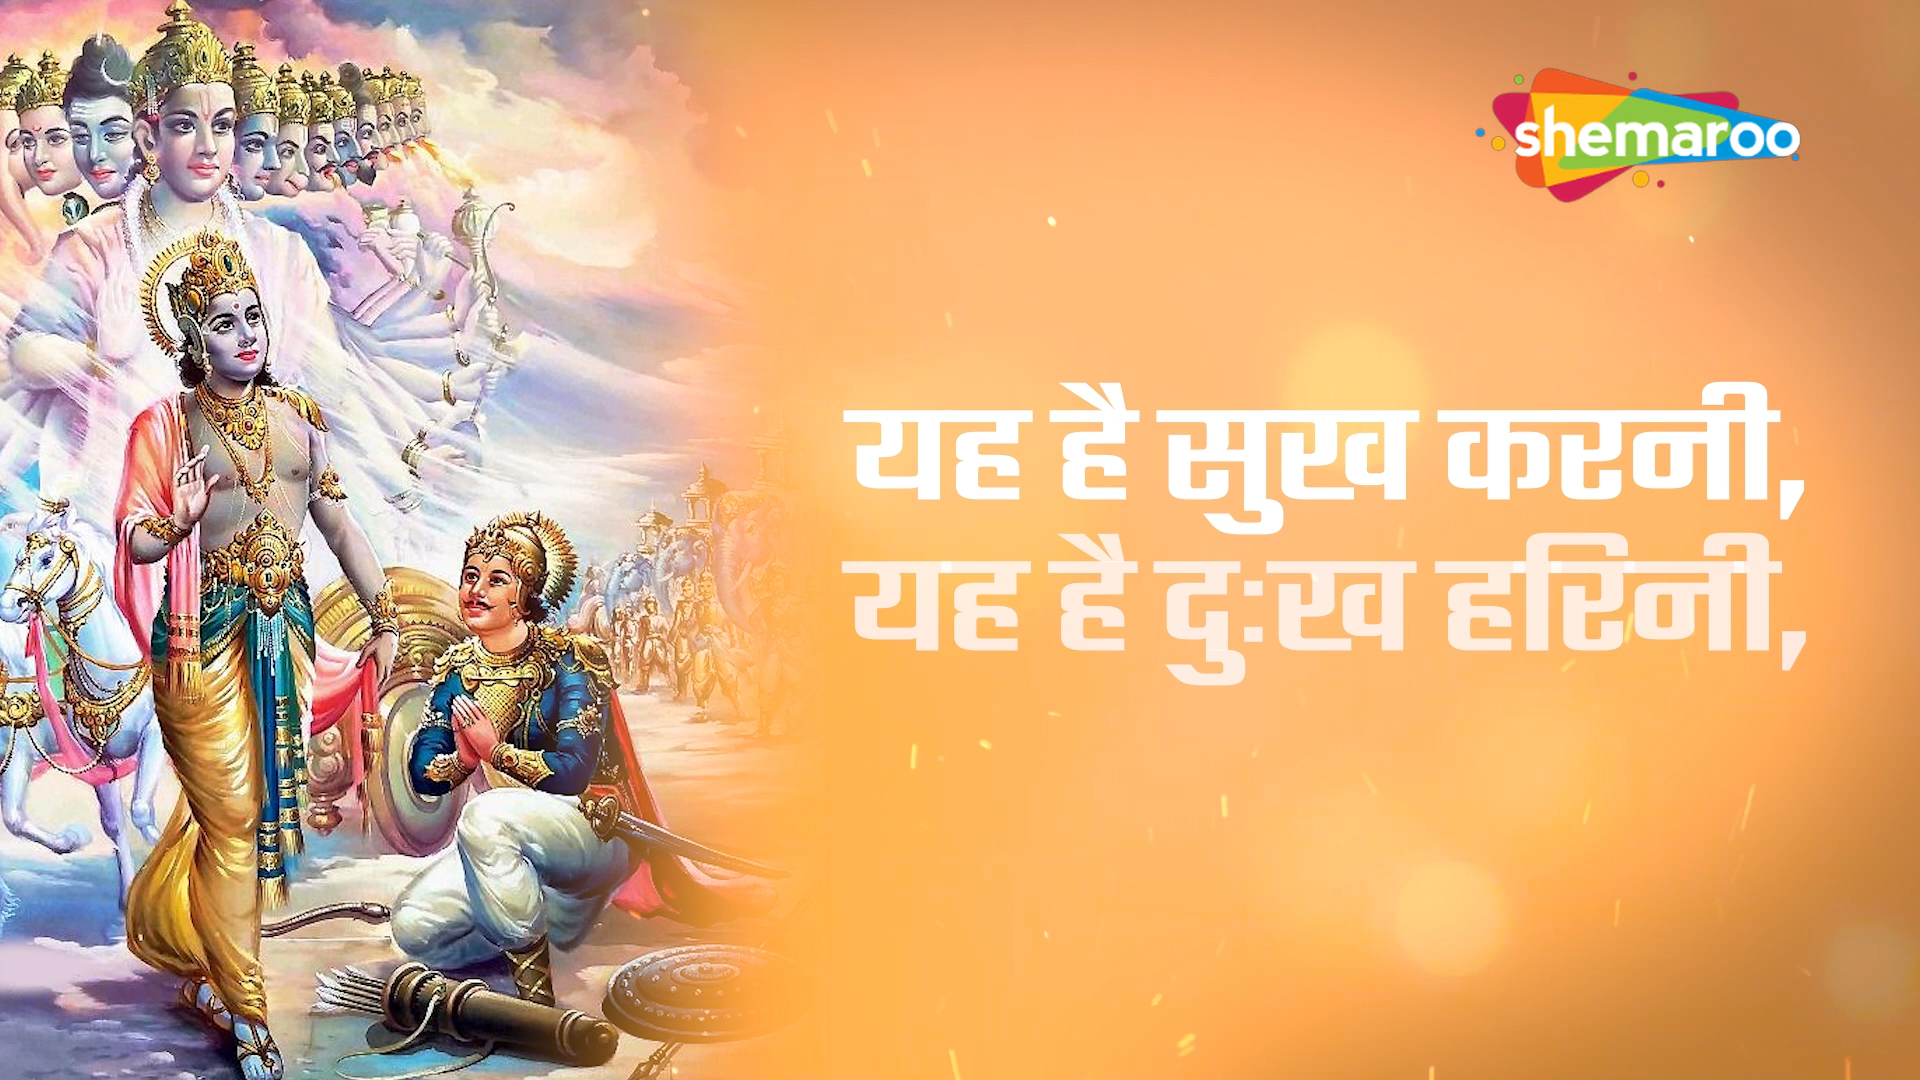 shemaroo
यह है सुख करनी,
यह है दुःख हरिनी,